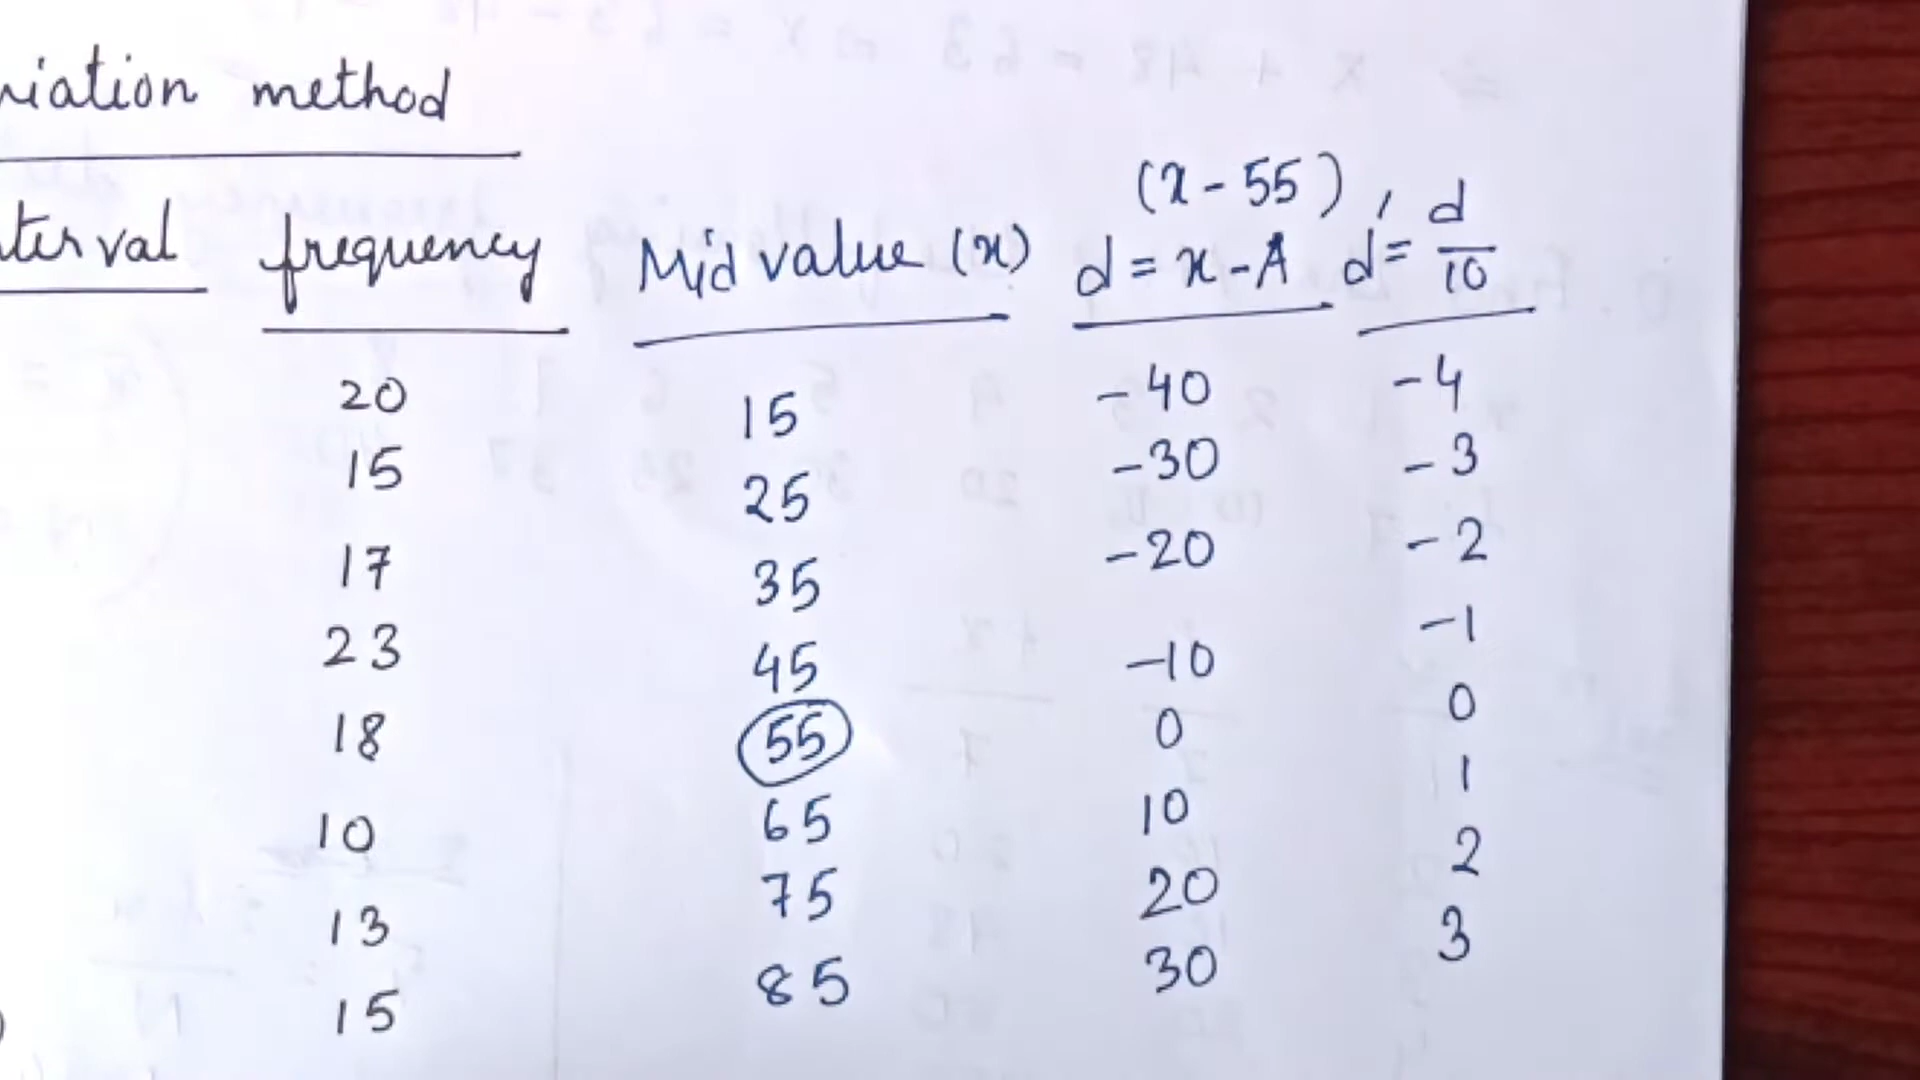 riation method
terval frequency Mid value (x) (x - 55) d = x - A d' = d/10
20 15 -40 -4
15 25 -30 -3
17 35 -20 -2
23 45 -10 -1
18 55 0 0
10 65 10 1
13 75 20 2
15 85 30 3